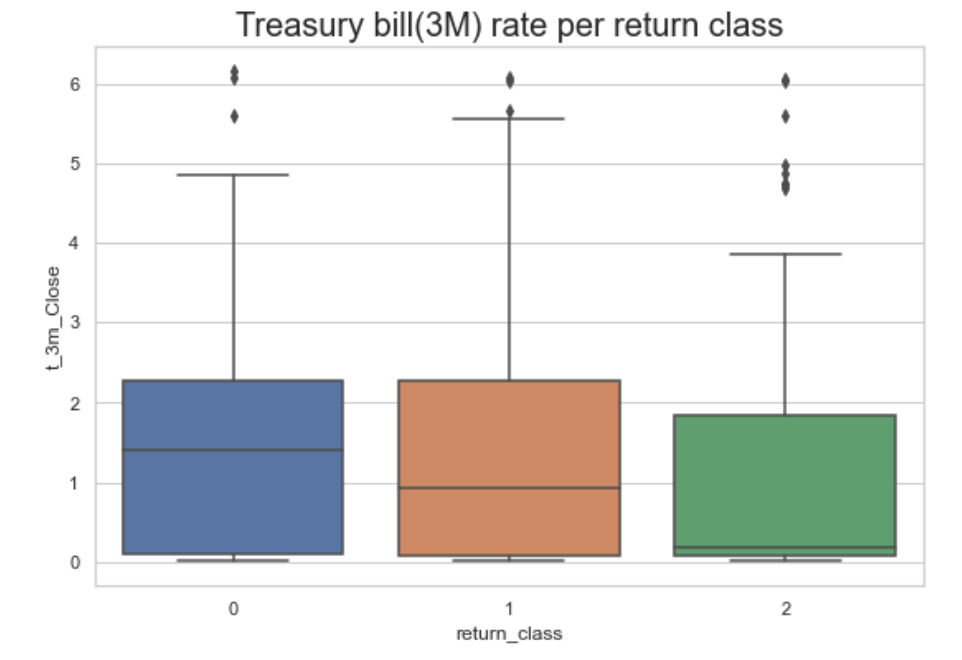 Treasury bill(3M) rate per return class
6
5
4
3
2
1
0
t_3m_Close
0 1 2
return_class